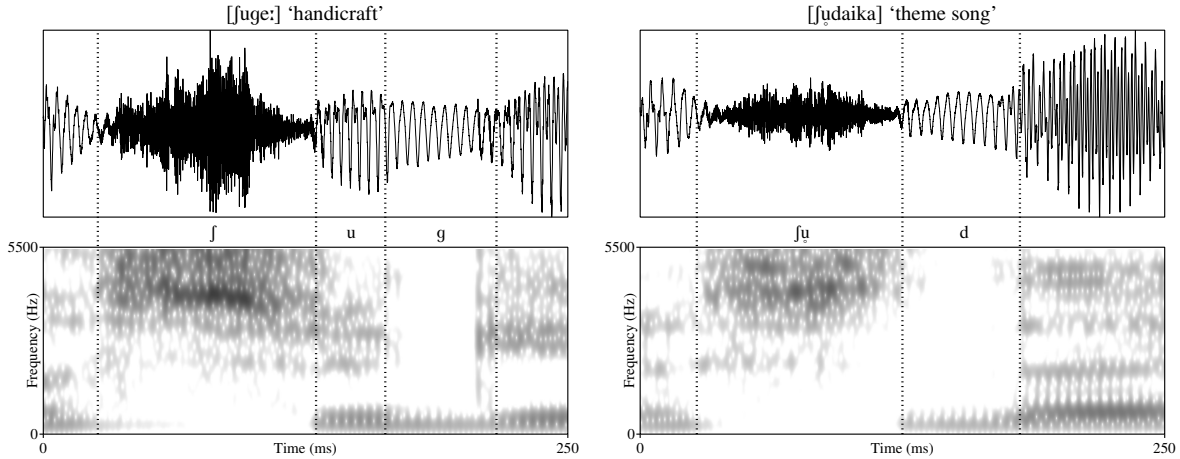 [ʃuɡeː] ‘handicraft’
ʃ u ɡ
5500
Frequency (Hz)
0
0 Time (ms) 250
[ʃu̥daika] ‘theme song’
ʃu̥ d
5500
Frequency (Hz)
0
0 Time (ms) 250